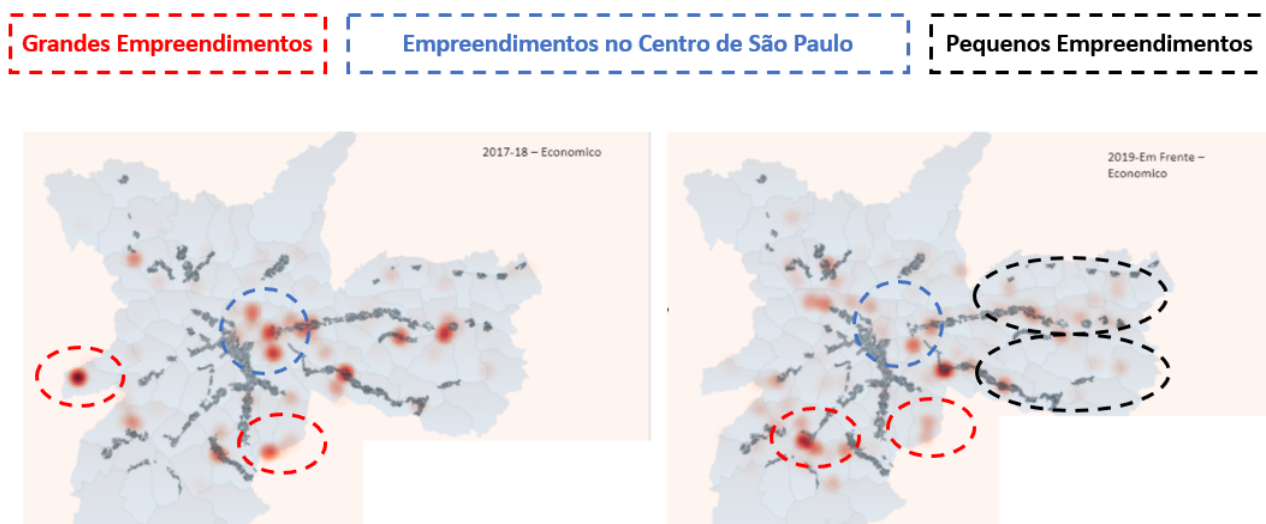 Grandes Empreendimentos
Empreendimentos no Centro de São Paulo
Pequenos Empreendimentos
2017-18 – Economico
2019-Em Frente –
Economico